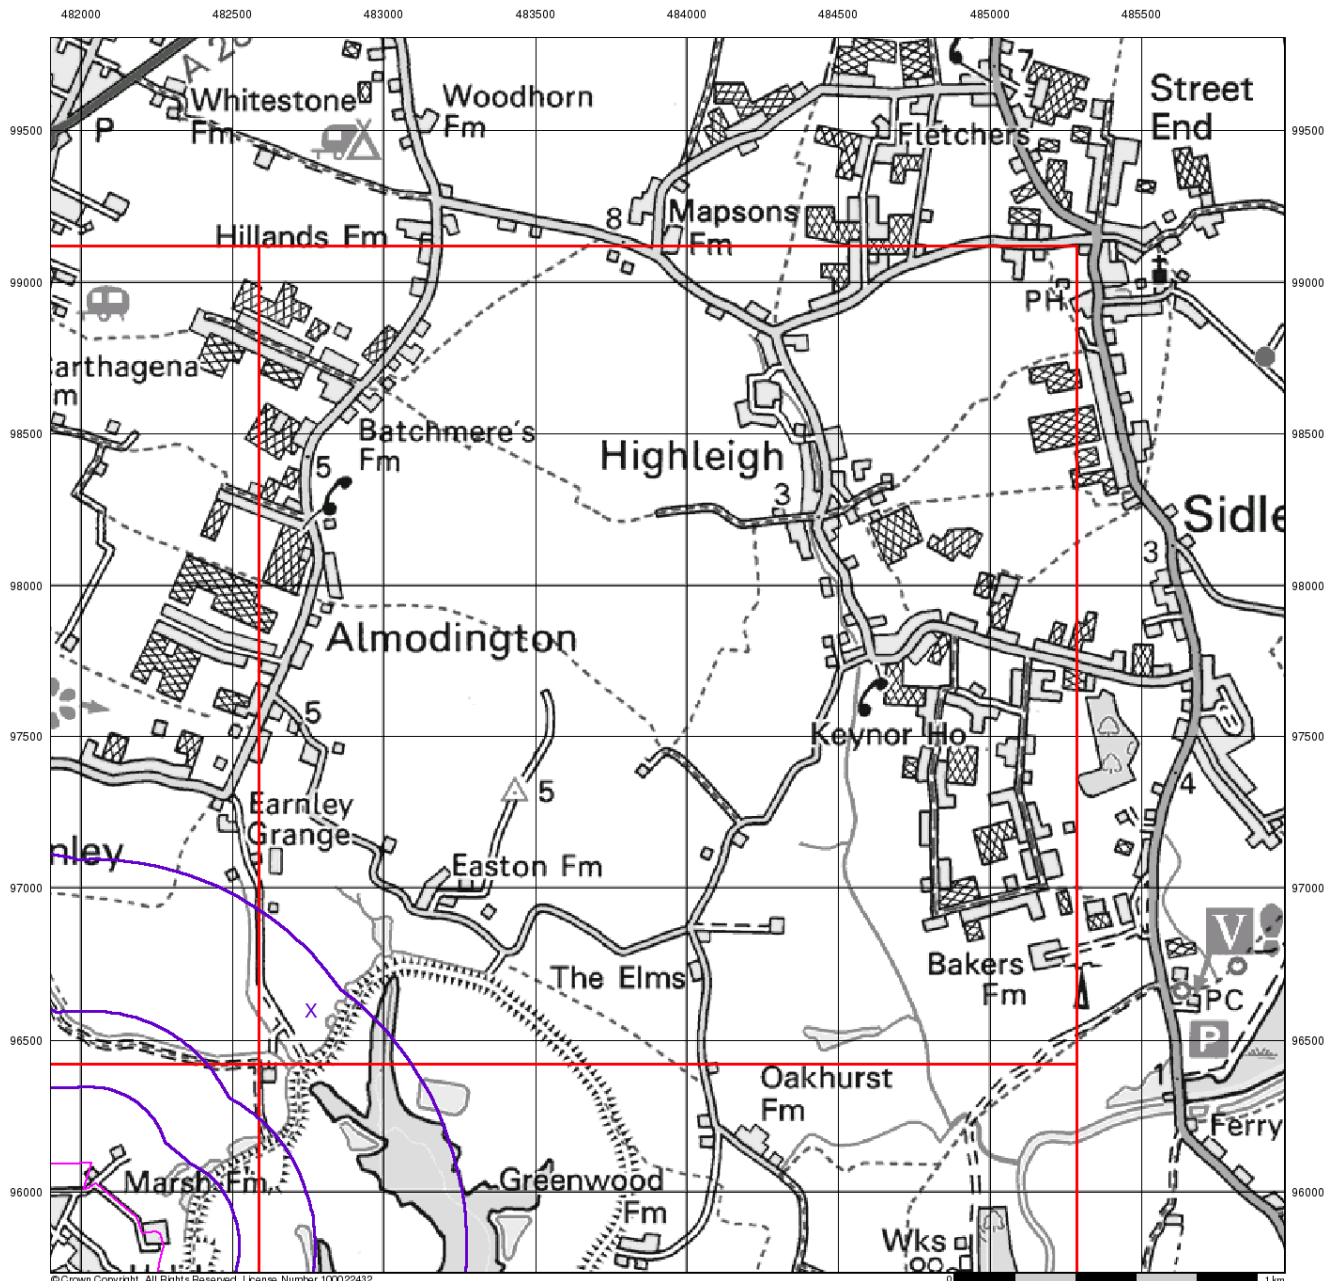 482000 482500 483000 483500 484000 484500 485000 485500
A 28
7
Whitestone
Fm
Woodhorn
Fm
Street
End
99500
P
Fletchers
99500
8
Mapsons
Fm
Hillands Fm
99000
PH
99000
arthagena
m
98500
Batchmere's
Fm
5
Highleigh
98500
3
Sidle
3
98000
98000
Almodington
5
97500
Keynor Ho
97500
5
4
Earnley
Grange
nley
Easton Fm
97000
97000
V
The Elms
Bakers
Fm
X
PC
96500
P
96500
Oakhurst
Fm
Ferry
Marsh Fm
Greenwood
Fm
96000
96000
Wks
© Crown Copyright. All Rights Reserved. License Number 100022432
0 1 km